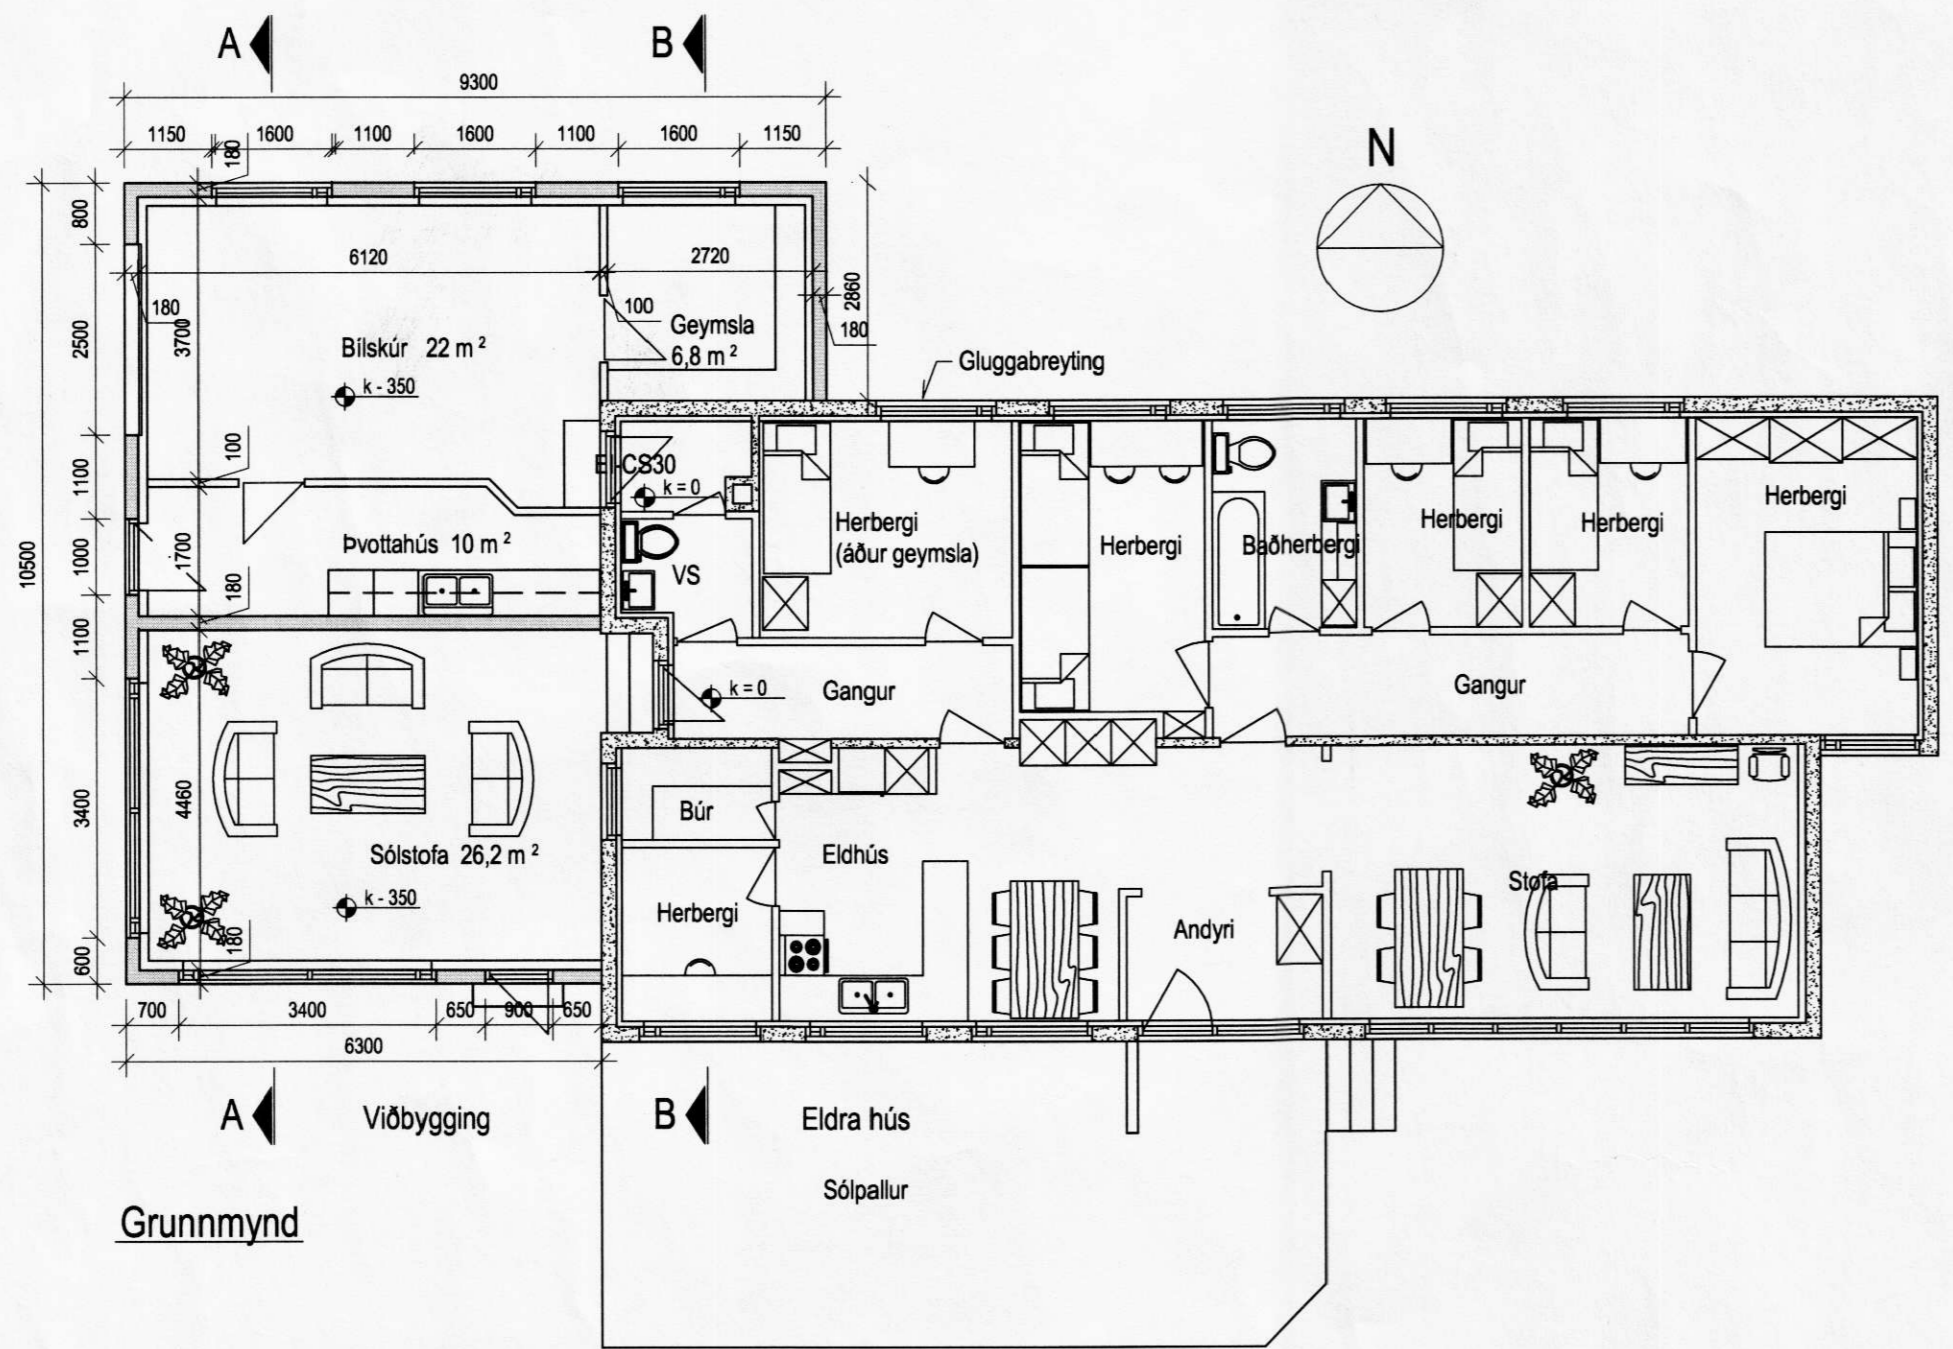 A
B
9300
1150
1600
1100
1600
1100
1600
1150
180
N
800
6120
2720
2860
180
100
180
3700
2500
10500
Geymsla
6,8 m²
Bílskúr 22 m²
k - 350
Gluggabreyting
100
1100
CS30
k = 0
Herbergi
(áður geymsla)
Herbergi
Baðherbergi
Herbergi
Herbergi
Herbergi
1000
1700
Þvottahús 10 m²
VS
180
1100
k = 0
Gangur
Gangur
3400
4460
Búr
Sólstofa 26,2 m²
Eldhús
Stofa
k - 350
Herbergi
Andyri
600
180
700
3400
650
900
650
6300
A
Viðbygging
B
Eldra hús
Sólpallur
Grunnmynd